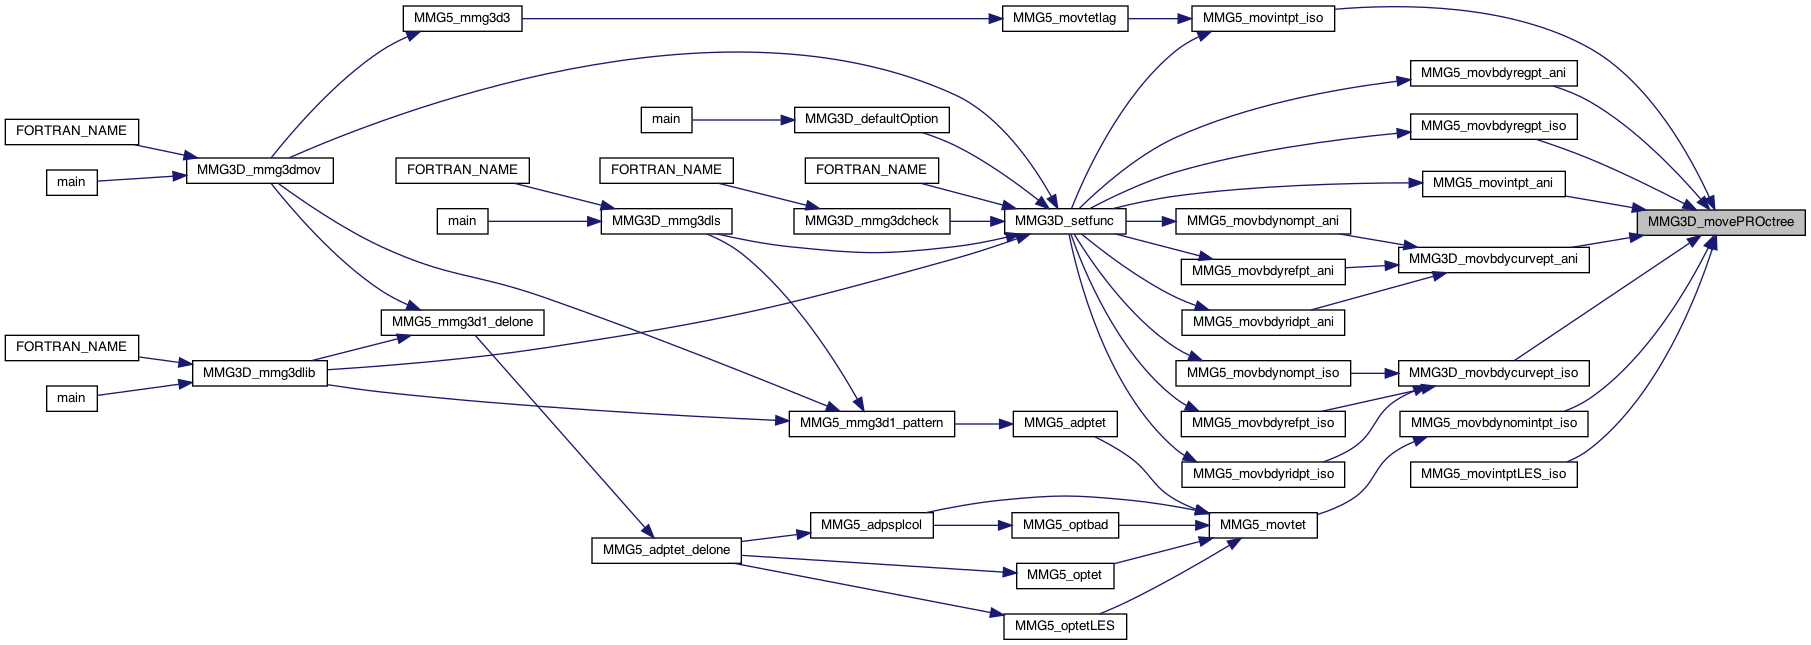 MMG5_mmg3d3
MMG5_movtetlag
MMG5_movintpt_iso
MMG5_movbdyregpt_ani
MMG5_movbdyregpt_iso
MMG5_movintpt_ani
MMG3D_movePROctree
FORTRAN_NAME
main
MMG3D_mmg3dmov
main
MMG3D_defaultOption
FORTRAN_NAME
FORTRAN_NAME
FORTRAN_NAME
main
MMG3D_mmg3dls
MMG3D_mmg3dcheck
MMG3D_setfunc
MMG5_movbdynompt_ani
MMG3D_movbdycurvept_ani
MMG5_movbdyrefpt_ani
MMG5_movbdyridpt_ani
MMG5_mmg3d1_delone
FORTRAN_NAME
main
MMG3D_mmg3dlib
MMG5_movbdynompt_iso
MMG3D_movbdycurvept_iso
MMG5_mmg3d1_pattern
MMG5_adptet
MMG5_movbdyrefpt_iso
MMG5_movbdynomintpt_iso
MMG5_movbdyridpt_iso
MMG5_movintptLES_iso
MMG5_adpsplcol
MMG5_optbad
MMG5_movtet
MMG5_adptet_delone
MMG5_optet
MMG5_optetLES